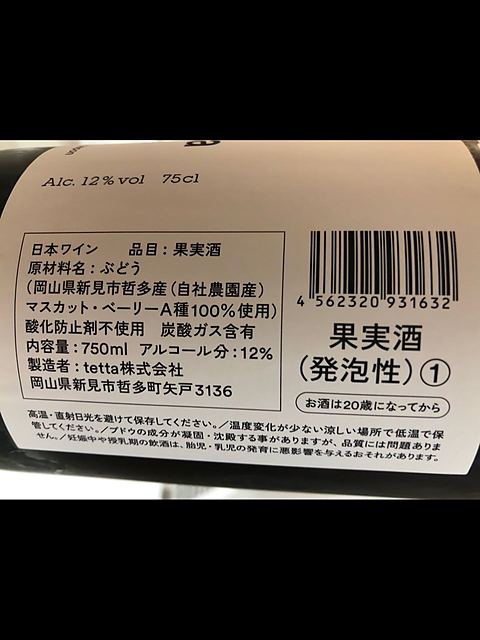 Alc. 12% vol 75cl
日本ワイン 品目：果実酒
原材料名：ぶどう
（岡山県新見市哲多産（自社農園産）
マスカット・ベーリーA種100％使用）
酸化防止剤不使用 炭酸ガス含有
内容量：750ml アルコール分：12％
製造者：tetta株式会社
岡山県新見市哲多町矢戸3136
4 562320 931632
果実酒
（発泡性）①
お酒は20歳になってから
高温・直射日光を避けて保存してください。／温度変化が少ない涼しい場所で低温で保
管してください。／ブドウの成分が凝固・沈殿する事がありますが、品質には問題ありま
せん。／妊娠中や授乳期の飲酒は、胎児・乳児の発育に悪影響を与えるおそれがあります。